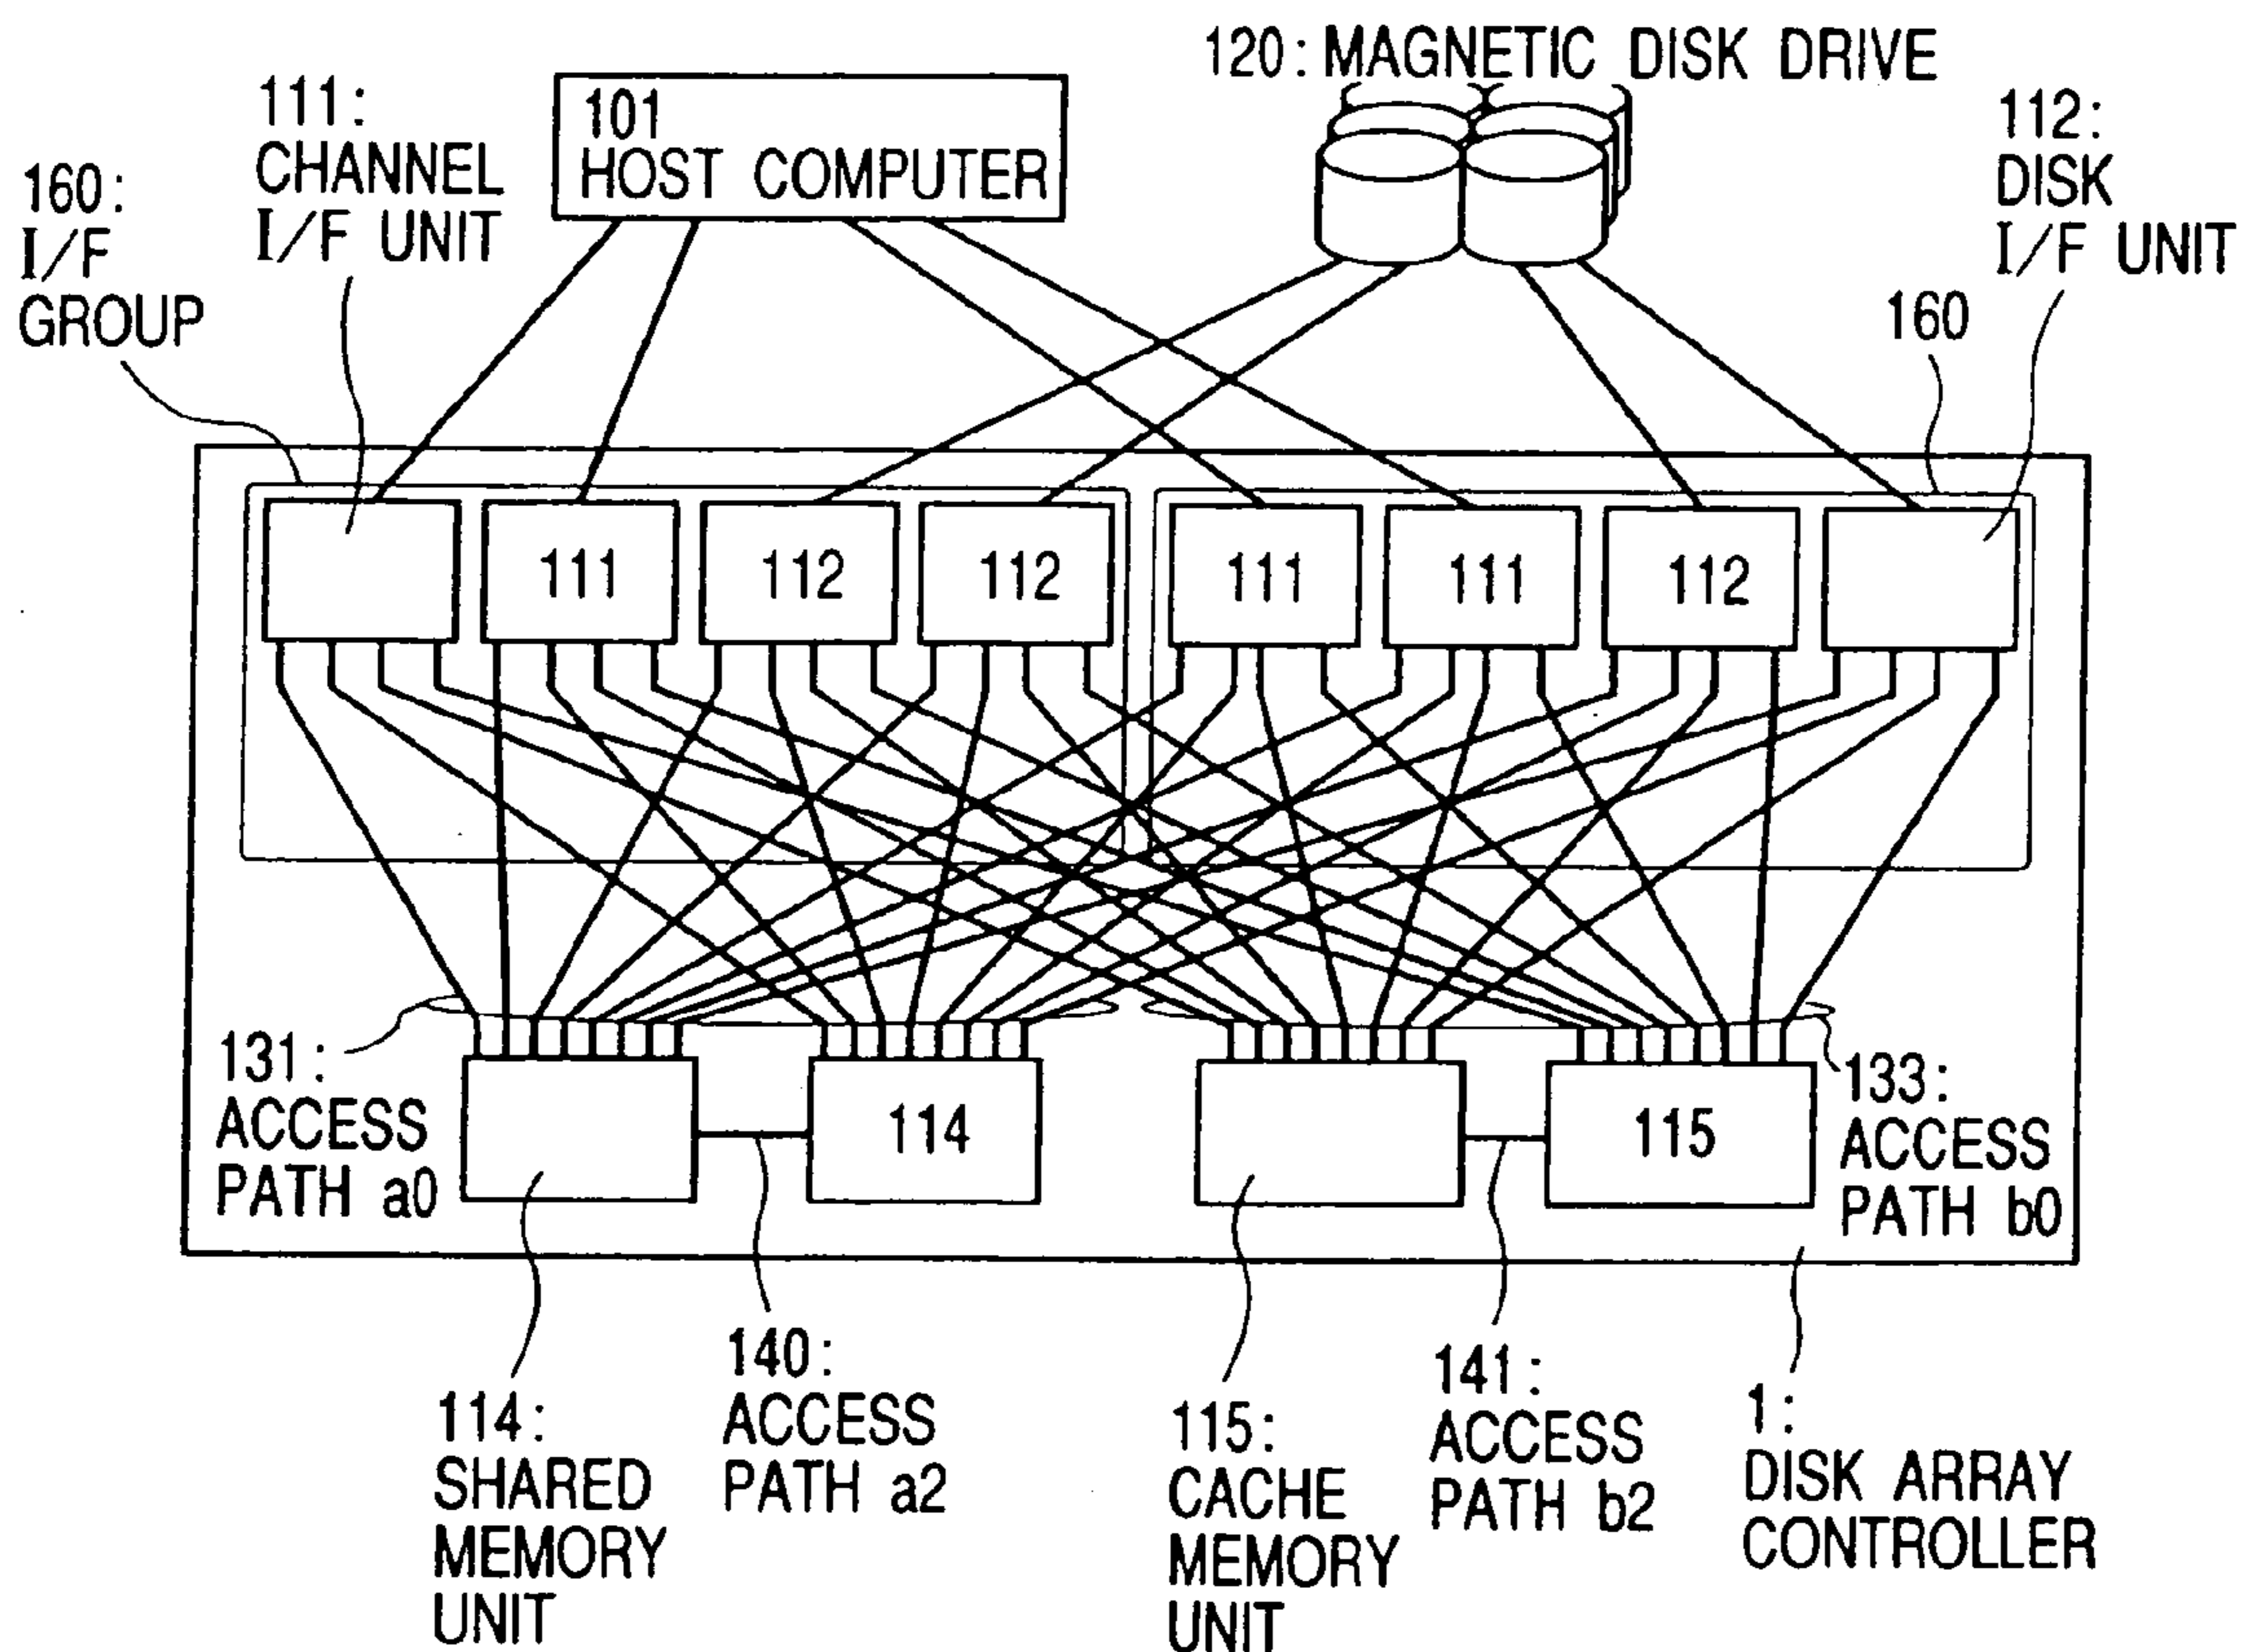 120: MAGNETIC DISK DRIVE
111:
CHANNEL
I/F UNIT
101
HOST COMPUTER
112:
DISK
I/F UNIT
160:
I/F
GROUP
160
111
112
112
111
111
112
131:
ACCESS
PATH a0
114
115
133:
ACCESS
PATH b0
114:
SHARED
MEMORY
UNIT
140:
ACCESS
PATH a2
115:
CACHE
MEMORY
UNIT
141:
ACCESS
PATH b2
1:
DISK ARRAY
CONTROLLER